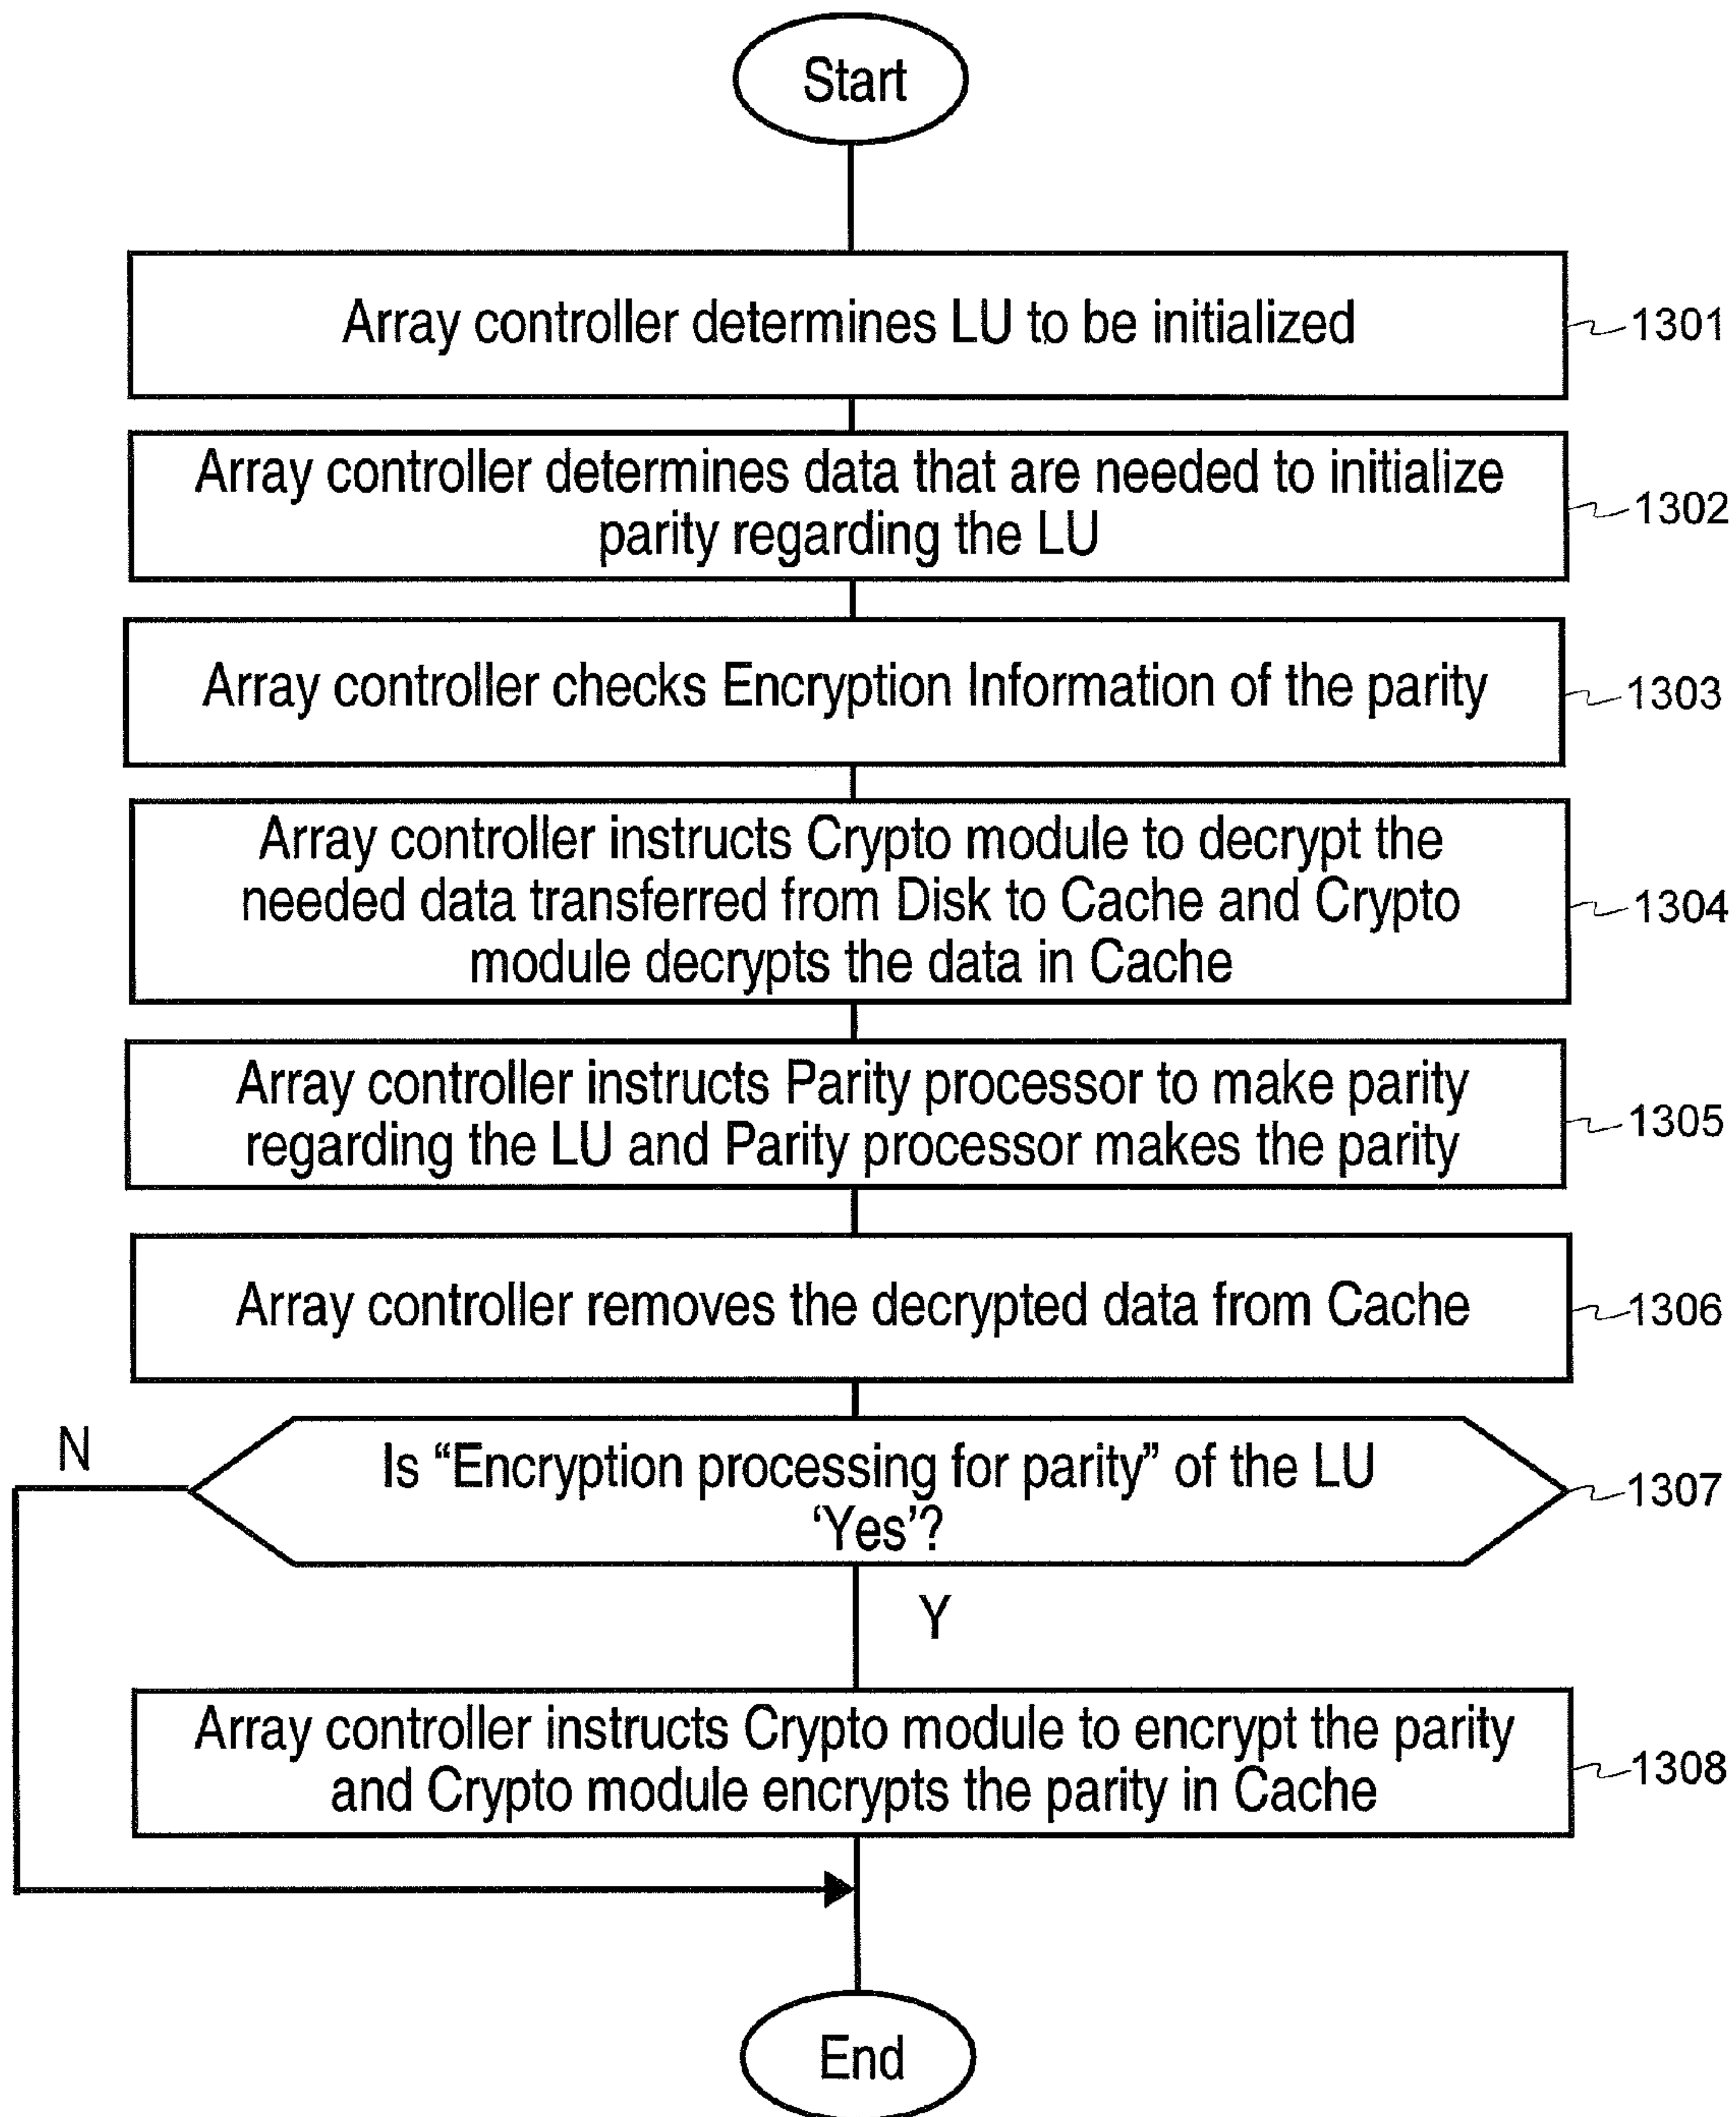 Start
Array controller determines LU to be initialized
1301
Array controller determines data that are needed to initialize
parity regarding the LU
1302
Array controller checks Encryption Information of the parity
1303
Array controller instructs Crypto module to decrypt the
needed data transferred from Disk to Cache and Crypto
module decrypts the data in Cache
1304
Array controller instructs Parity processor to make parity
regarding the LU and Parity processor makes the parity
1305
Array controller removes the decrypted data from Cache
1306
N
Is “Encryption processing for parity” of the LU
‘Yes’?
1307
Y
Array controller instructs Crypto module to encrypt the parity
and Crypto module encrypts the parity in Cache
1308
End